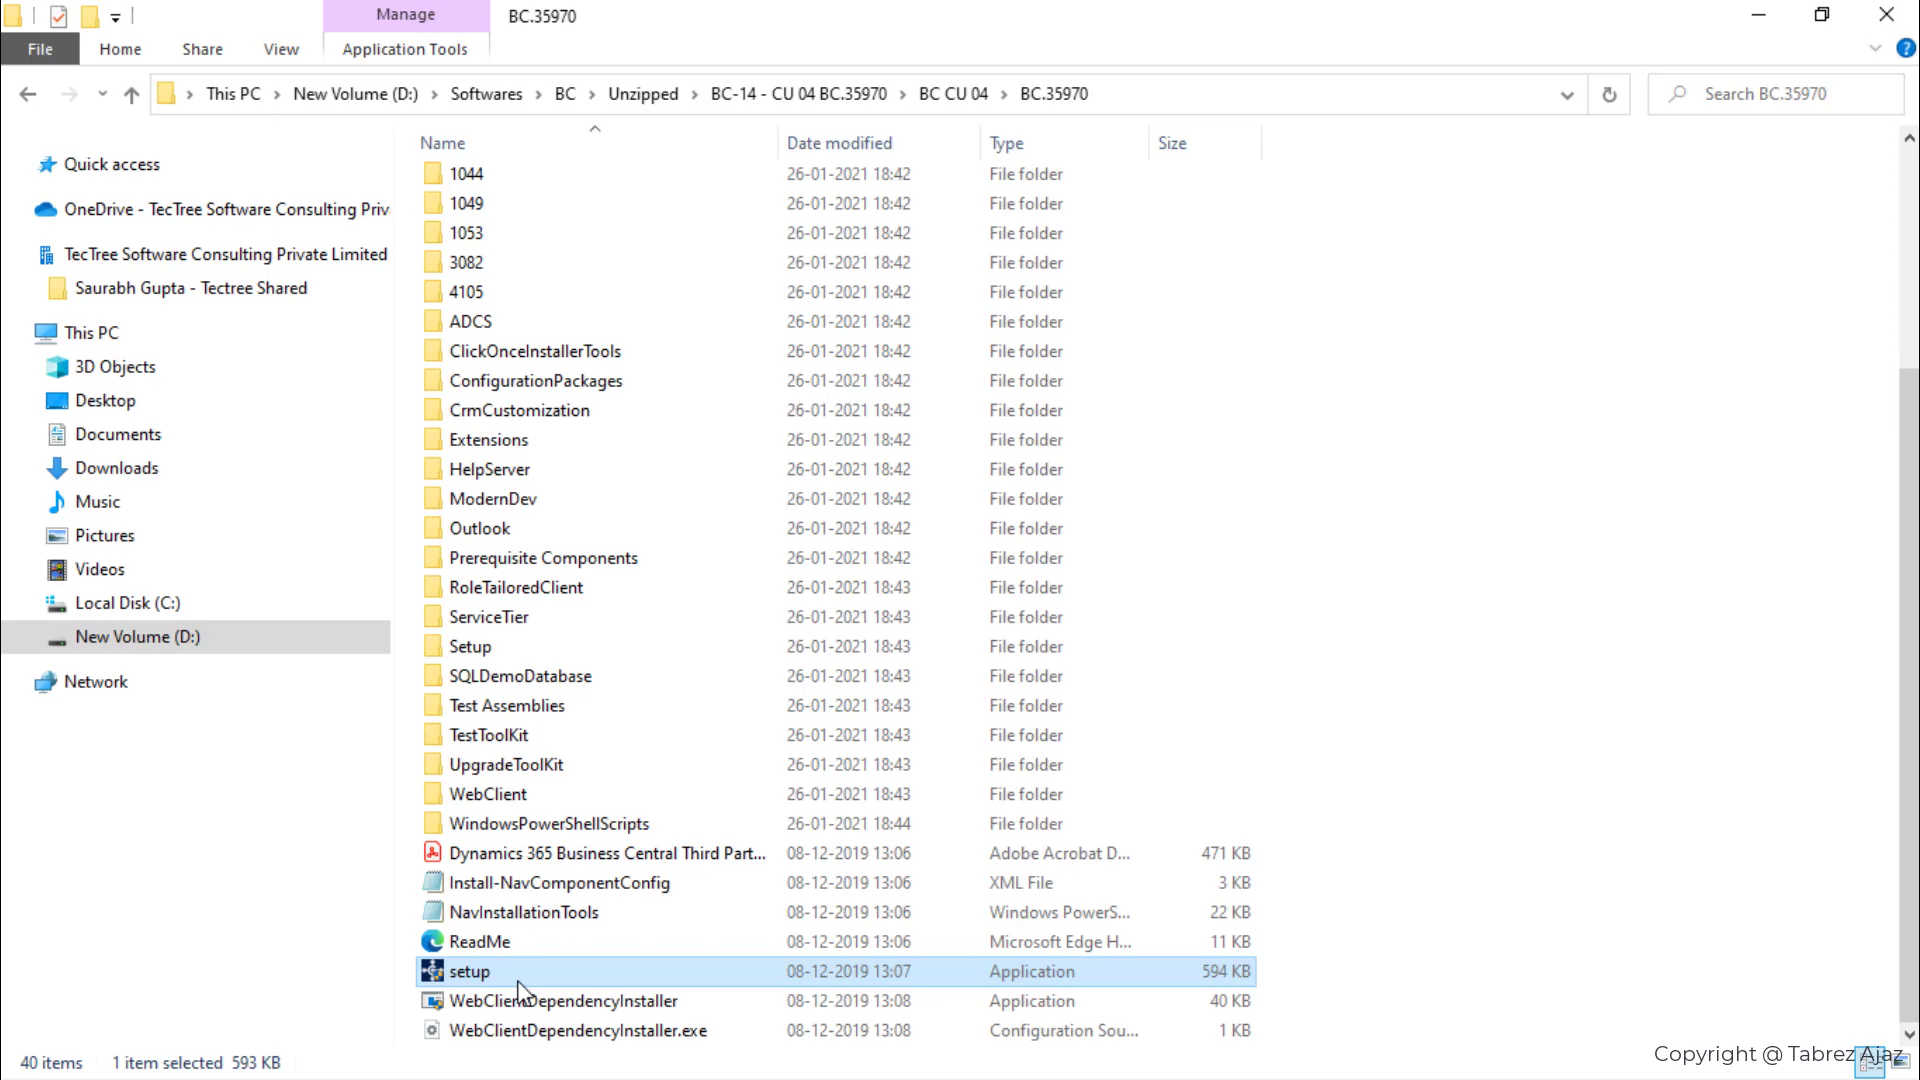 Manage
BC.35970
File
Home
Share
View
Application Tools
This PC
New Volume (D:)
Softwares
BC
Unzipped
BC-14 - CU 04 BC.35970
BC CU 04
BC.35970
Search BC.35970
Quick access
OneDrive - TecTree Software Consulting Priv
TecTree Software Consulting Private Limited
Saurabh Gupta - Tectree Shared
This PC
3D Objects
Desktop
Documents
Downloads
Music
Pictures
Videos
Local Disk (C:)
New Volume (D:)
Network
Name Date modified Type Size
1044 26-01-2021 18:42 File folder
1049 26-01-2021 18:42 File folder
1053 26-01-2021 18:42 File folder
3082 26-01-2021 18:42 File folder
4105 26-01-2021 18:42 File folder
ADCS 26-01-2021 18:42 File folder
ClickOnceInstallerTools 26-01-2021 18:42 File folder
ConfigurationPackages 26-01-2021 18:42 File folder
CrmCustomization 26-01-2021 18:42 File folder
Extensions 26-01-2021 18:42 File folder
HelpServer 26-01-2021 18:42 File folder
ModernDev 26-01-2021 18:42 File folder
Outlook 26-01-2021 18:42 File folder
Prerequisite Components 26-01-2021 18:42 File folder
RoleTailoredClient 26-01-2021 18:43 File folder
ServiceTier 26-01-2021 18:43 File folder
Setup 26-01-2021 18:43 File folder
SQLDemoDatabase 26-01-2021 18:43 File folder
Test Assemblies 26-01-2021 18:43 File folder
TestToolKit 26-01-2021 18:43 File folder
UpgradeToolKit 26-01-2021 18:43 File folder
WebClient 26-01-2021 18:43 File folder
WindowsPowerShellScripts 26-01-2021 18:44 File folder
Dynamics 365 Business Central Third Part... 08-12-2019 13:06 Adobe Acrobat D... 471 KB
Install-NavComponentConfig 08-12-2019 13:06 XML File 3 KB
NavInstallationTools 08-12-2019 13:06 Windows PowerS... 22 KB
ReadMe 08-12-2019 13:06 Microsoft Edge H... 11 KB
setup 08-12-2019 13:07 Application 594 KB
WebClientDependencyInstaller 08-12-2019 13:08 Application 40 KB
WebClientDependencyInstaller.exe 08-12-2019 13:08 Configuration Sou... 1 KB
40 items 1 item selected 593 KB
Copyright @ Tabrez Ajaz